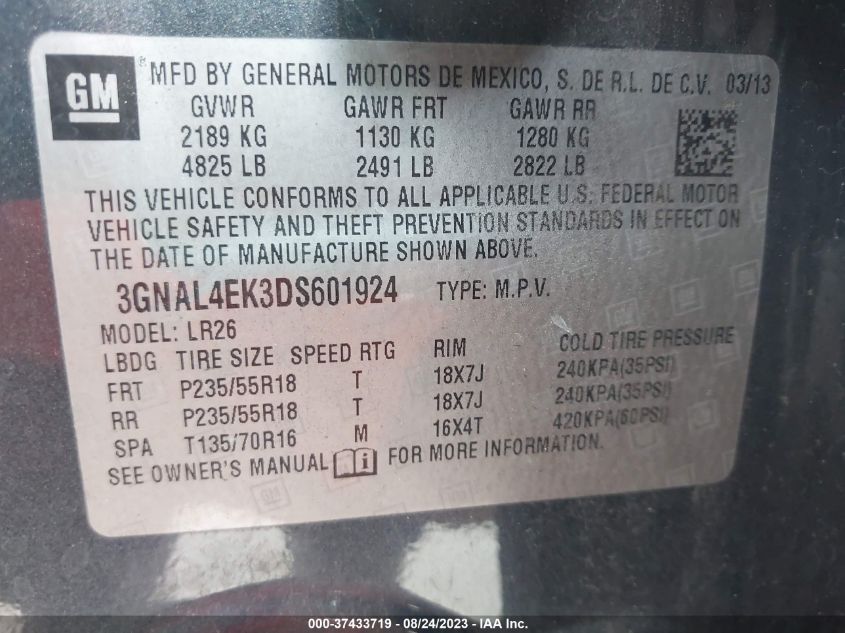 GM
MFD BY GENERAL MOTORS DE MEXICO, S. DE R.L. DE C.V. 03/13
GVWR GAWR FRT GAWR RR
2189 KG 1130 KG 1280 KG
4825 LB 2491 LB 2822 LB
THIS VEHICLE CONFORMS TO ALL APPLICABLE U.S. FEDERAL MOTOR
VEHICLE SAFETY AND THEFT PREVENTION STANDARDS IN EFFECT ON
THE DATE OF MANUFACTURE SHOWN ABOVE.
3GNAL4EK3DS601924 TYPE: M.P.V.
MODEL: LR26
LBDG TIRE SIZE SPEED RTG RIM COLD TIRE PRESSURE
FRT P235/55R18 T 18X7J 240KPA(35PSI)
RR P235/55R18 T 18X7J 240KPA(35PSI)
SPA T135/70R16 M 16X4T 420KPA(60PSI)
SEE OWNER'S MANUAL i FOR MORE INFORMATION.
000-37433719 - 08/24/2023 - IAA Inc.